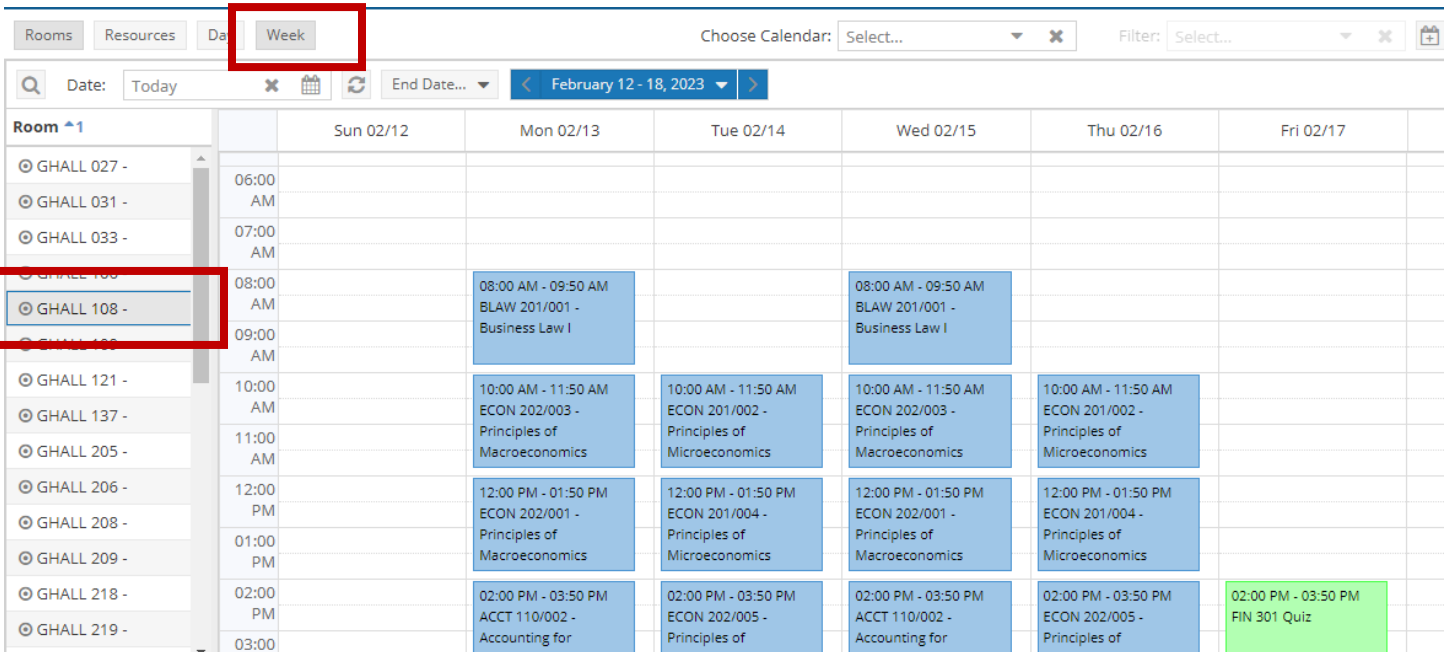 Rooms Resources Day Week Choose Calendar: Select... Filter: Select...
Date: Today End Date... February 12 - 18, 2023
Room 1 Sun 02/12 Mon 02/13 Tue 02/14 Wed 02/15 Thu 02/16 Fri 02/17
GHALL 027 -
GHALL 031 -
GHALL 033 -
GHALL 108 -
GHALL 121 -
GHALL 137 -
GHALL 205 -
GHALL 206 -
GHALL 208 -
GHALL 209 -
GHALL 218 -
GHALL 219 -
06:00
AM
07:00
AM
08:00
AM
09:00
AM
10:00
AM
11:00
AM
12:00
PM
01:00
PM
02:00
PM
03:00
08:00 AM - 09:50 AM
BLAW 201/001 -
Business Law I
10:00 AM - 11:50 AM
ECON 202/003 -
Principles of
Macroeconomics
12:00 PM - 01:50 PM
ECON 202/001 -
Principles of
Macroeconomics
02:00 PM - 03:50 PM
ACCT 110/002 -
Accounting for
10:00 AM - 11:50 AM
ECON 201/002 -
Principles of
Microeconomics
12:00 PM - 01:50 PM
ECON 201/004 -
Principles of
Microeconomics
02:00 PM - 03:50 PM
ECON 202/005 -
Principles of
08:00 AM - 09:50 AM
BLAW 201/001 -
Business Law I
10:00 AM - 11:50 AM
ECON 202/003 -
Principles of
Macroeconomics
12:00 PM - 01:50 PM
ECON 202/001 -
Principles of
Macroeconomics
02:00 PM - 03:50 PM
ACCT 110/002 -
Accounting for
10:00 AM - 11:50 AM
ECON 201/002 -
Principles of
Microeconomics
12:00 PM - 01:50 PM
ECON 201/004 -
Principles of
Microeconomics
02:00 PM - 03:50 PM
ECON 202/005 -
Principles of
02:00 PM - 03:50 PM
FIN 301 Quiz